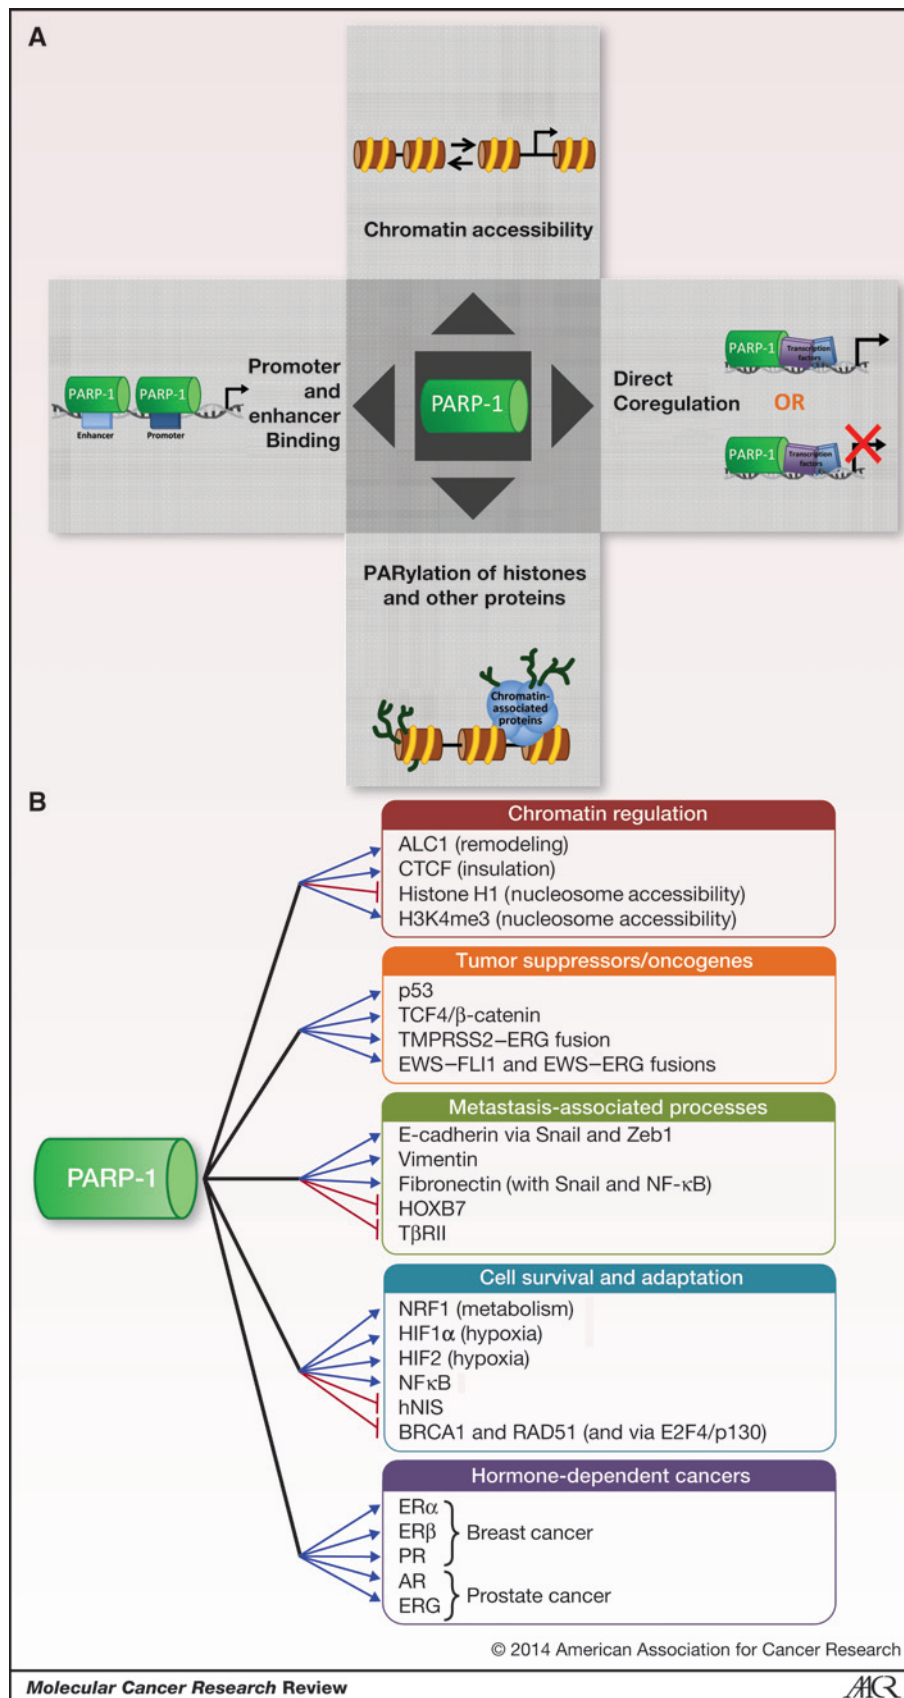 A
Chromatin accessibility
Promoter
and
enhancer
Binding
PARP-1
PARP-1
Enhancer
Promoter
PARP-1
Direct
Coregulation
OR
PARP-1
Transcription
factors
PARP-1
Transcription
factors
PARylation of histones
and other proteins
Chromatin-
associated
proteins
B
PARP-1
Chromatin regulation
ALC1 (remodeling)
CTCF (insulation)
Histone H1 (nucleosome accessibility)
H3K4me3 (nucleosome accessibility)
Tumor suppressors/oncogenes
p53
TCF4/β-catenin
TMPRSS2–ERG fusion
EWS–FLI1 and EWS–ERG fusions
Metastasis-associated processes
E-cadherin via Snail and Zeb1
Vimentin
Fibronectin (with Snail and NF-κB)
HOXB7
TβRII
Cell survival and adaptation
NRF1 (metabolism)
HIF1α (hypoxia)
HIF2 (hypoxia)
NFκB
hNIS
BRCA1 and RAD51 (and via E2F4/p130)
Hormone-dependent cancers
ERα
ERβ
PR
Breast cancer
AR
ERG
Prostate cancer
© 2014 American Association for Cancer Research
Molecular Cancer Research Review
AACR